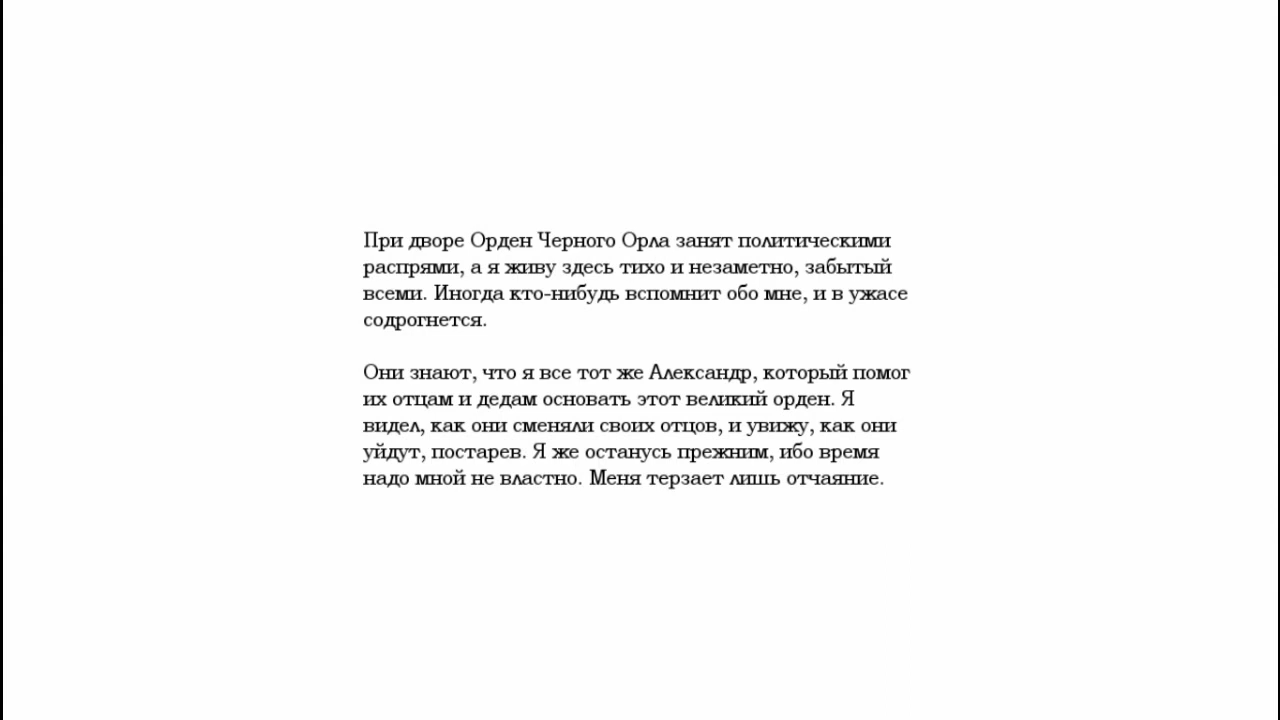 При дворе Орден Черного Орла занят политическими
распрями, а я живу здесь тихо и незаметно, забытый
всеми. Иногда кто-нибудь вспомнит обо мне, и в ужасе
содрогнется.
Они знают, что я все тот же Александр, который помог
их отцам и дедам основать этот великий орден. Я
видел, как они сменяли своих отцов, и увижу, как они
уйдут, постарев. Я же останусь прежним, ибо время
надо мной не властно. Меня терзает лишь отчаяние.